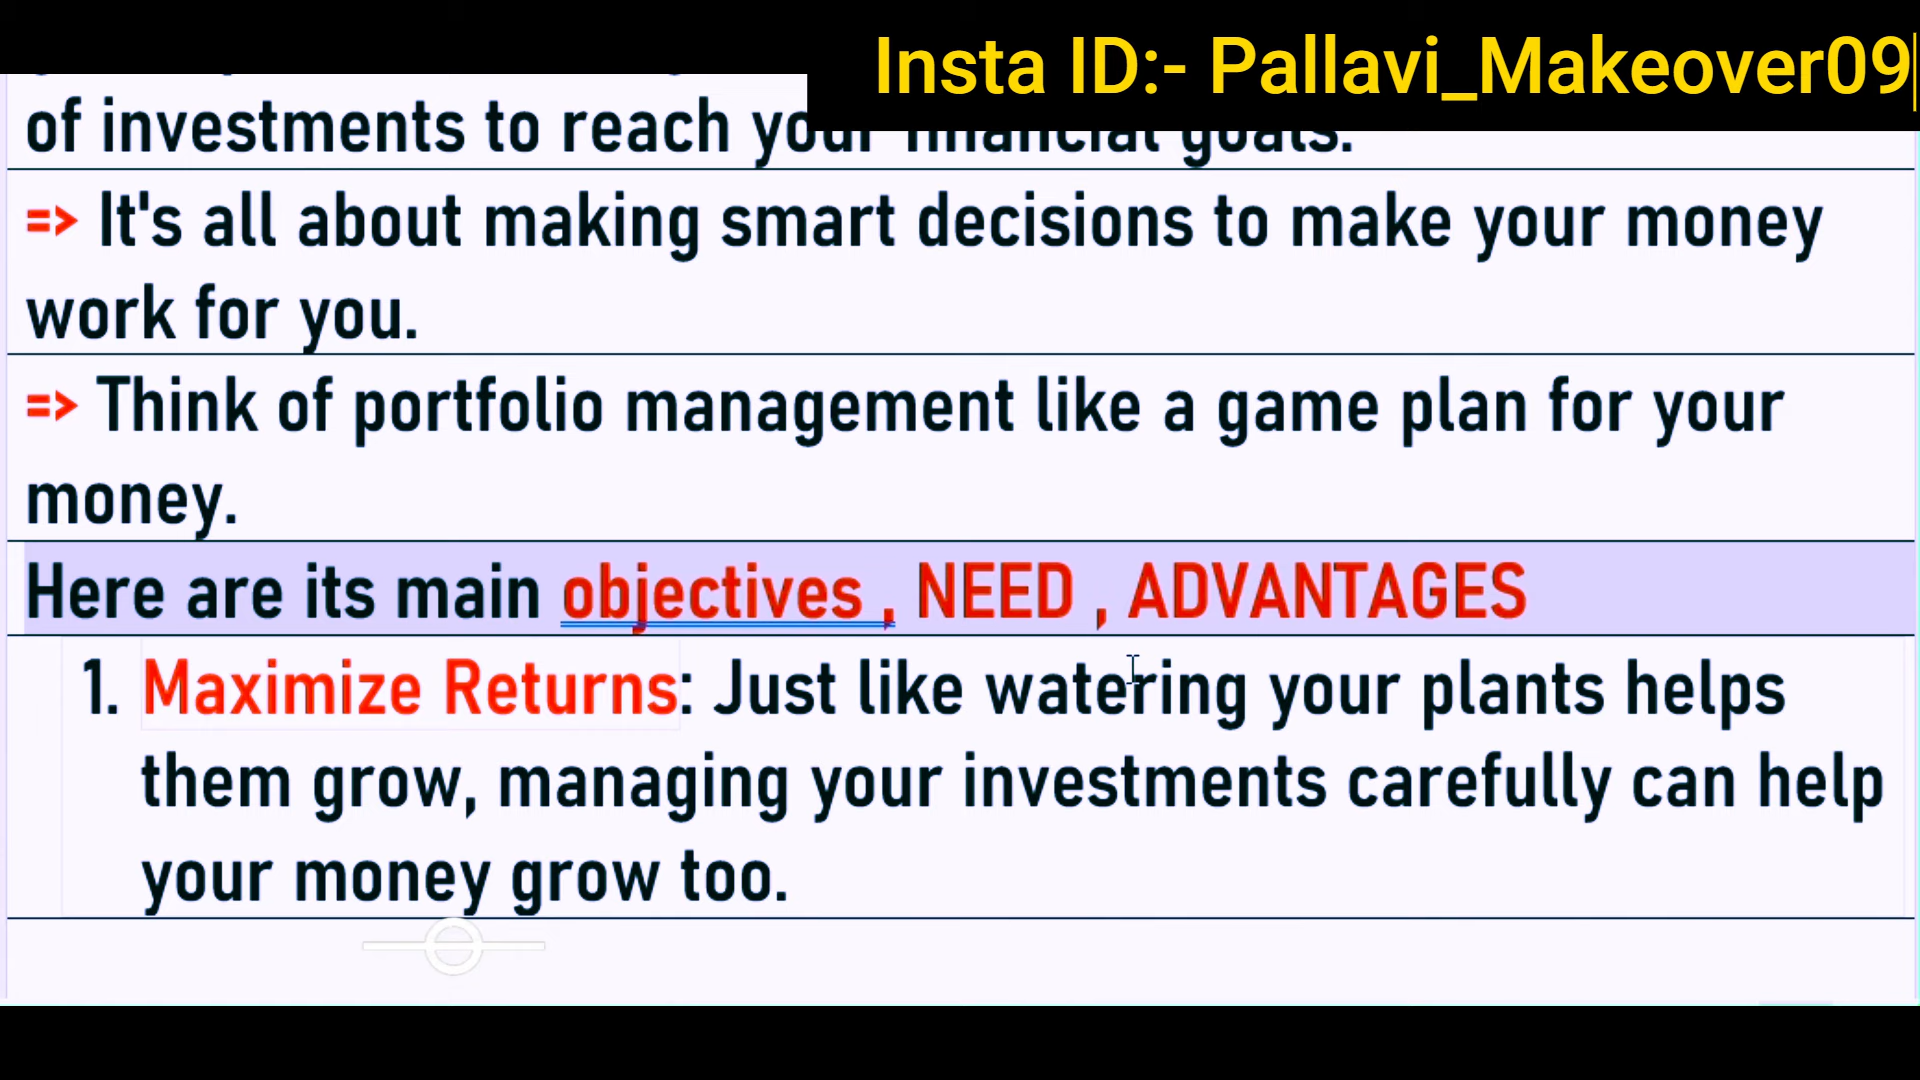 Insta ID:- Pallavi_Makeover09
of investments to reach your financial goals.
=> It's all about making smart decisions to make your money
work for you.
=> Think of portfolio management like a game plan for your
money.
Here are its main objectives , NEED , ADVANTAGES
1. Maximize Returns: Just like watering your plants helps
them grow, managing your investments carefully can help
your money grow too.